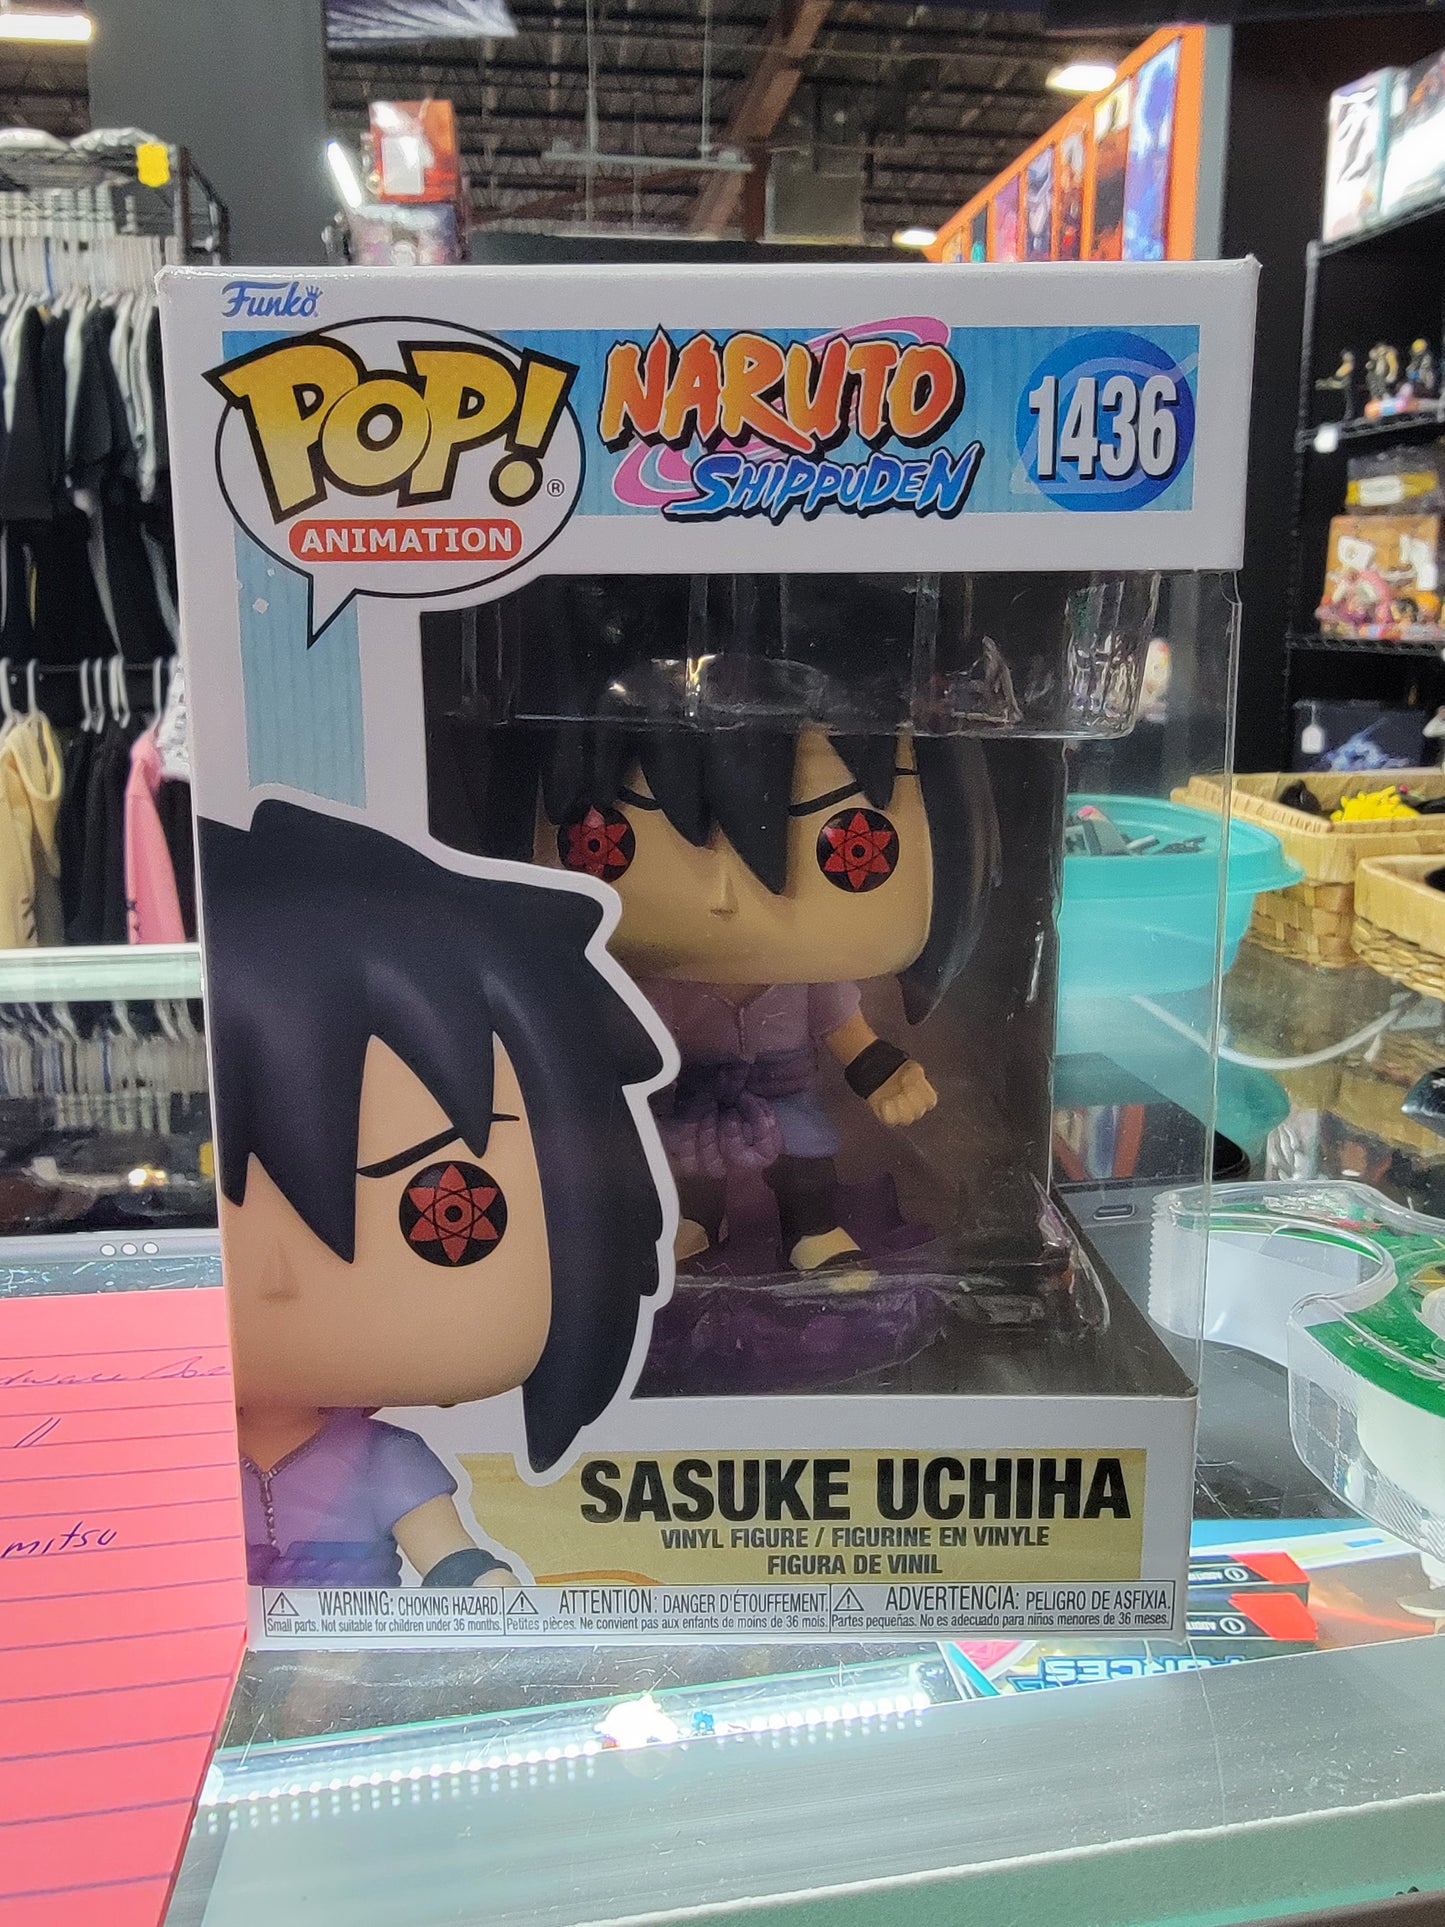 Funko
POP!®
ANIMATION
NARUTO
SHIPPUDEN
1436
SASUKE UCHIHA
VINYL FIGURE / FIGURINE EN VINYLE
FIGURA DE VINIL
WARNING: CHOKING HAZARD.
Small parts. Not suitable for children under 36 months.
ATTENTION: DANGER D'ÉTOUFFEMENT.
Petites pièces. Ne convient pas aux enfants de moins de 36 mois.
ADVERTENCIA: PELIGRO DE ASFIXIA.
Partes pequeñas. No es adecuado para niños menores de 36 meses.
mitsu